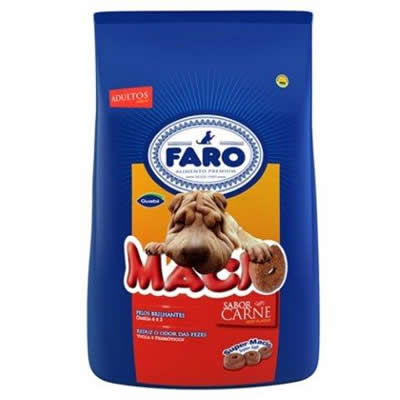 ADULTOS
FARO
ALIMENTO PREMIUM
Guabi
MACIO
SABOR
CARNE
PELOS BRILHANTES
ÔMEGA 6 e 3
REDUZ O ODOR DAS FEZES
YUCCA E PREBIÓTICOS
Super Macio